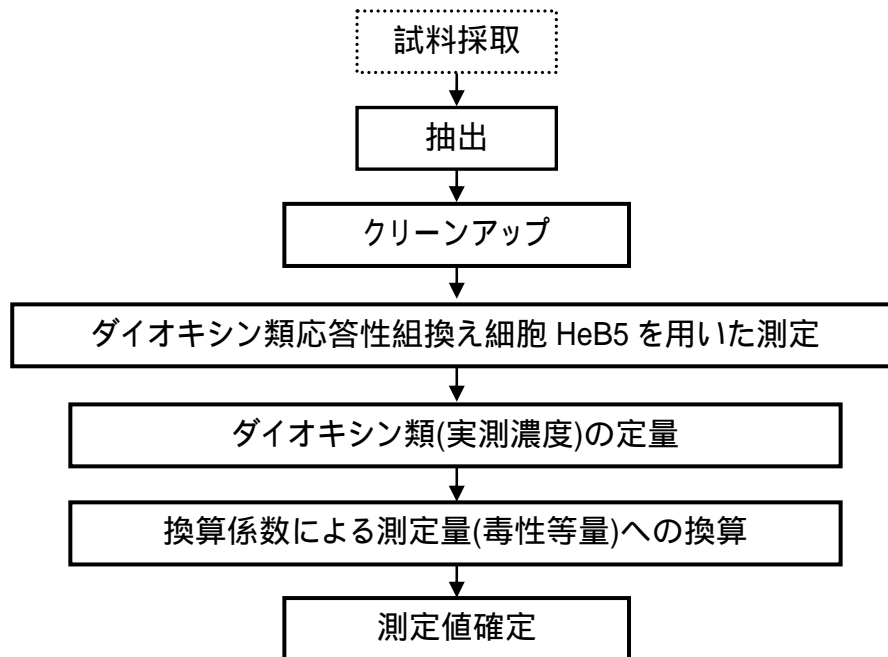 試料採取
抽出
クリーンアップ
ダイオキシン類応答性組換え細胞 HeB5 を用いた測定
ダイオキシン類(実測濃度)の定量
換算係数による測定量(毒性等量)への換算
測定値確定